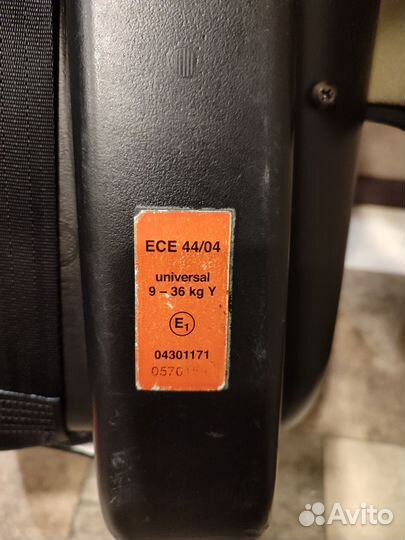 ECE 44/04
universal
9 – 36 kg Y
E1
04301171
Avito